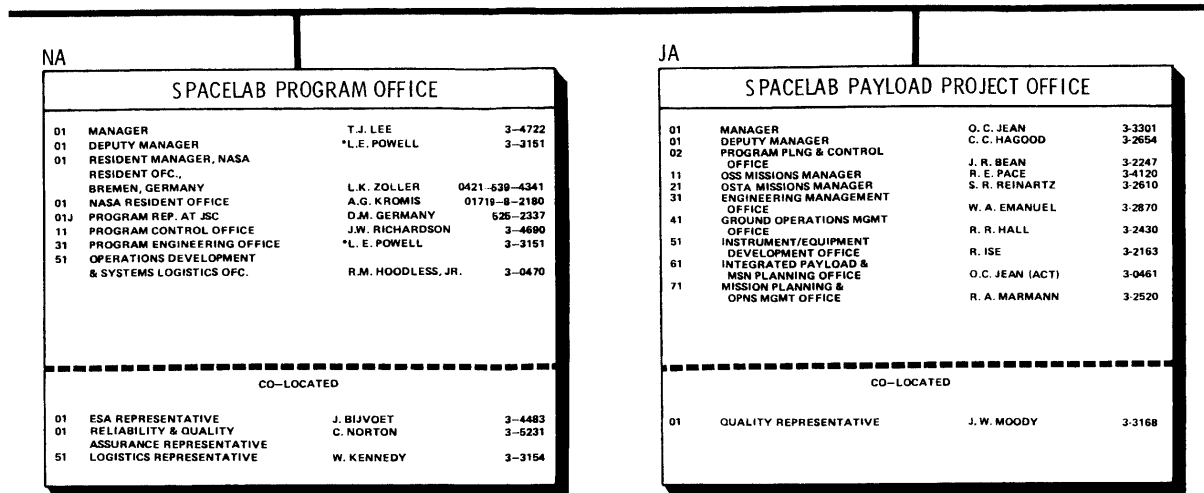 NA
SPACELAB PROGRAM OFFICE
01 MANAGER T.J. LEE 3-4722
01 DEPUTY MANAGER *L.E. POWELL 3-3151
01 RESIDENT MANAGER, NASA
RESIDENT OFC.,
BREMEN, GERMANY L.K. ZOLLER 0421-539-4341
01 NASA RESIDENT OFFICE A.G. KROMIS 01719-8-2180
01J PROGRAM REP. AT JSC D.M. GERMANY 525-2337
11 PROGRAM CONTROL OFFICE J.W. RICHARDSON 3-4690
31 PROGRAM ENGINEERING OFFICE *L. E. POWELL 3-3151
51 OPERATIONS DEVELOPMENT
& SYSTEMS LOGISTICS OFC. R.M. HOODLESS, JR. 3-0470
CO-LOCATED
01 ESA REPRESENTATIVE J. BIJVOET 3-4483
01 RELIABILITY & QUALITY C. NORTON 3-5231
ASSURANCE REPRESENTATIVE
51 LOGISTICS REPRESENTATIVE W. KENNEDY 3-3154
JA
SPACELAB PAYLOAD PROJECT OFFICE
01 MANAGER O. C. JEAN 3-3301
01 DEPUTY MANAGER C. C. HAGOOD 3-2654
02 PROGRAM PLNG & CONTROL
OFFICE J. R. BEAN 3-2247
11 OSS MISSIONS MANAGER R. E. PACE 3-4120
21 OSTA MISSIONS MANAGER S. R. REINARTZ 3-2610
31 ENGINEERING MANAGEMENT
OFFICE W. A. EMANUEL 3-2870
41 GROUND OPERATIONS MGMT
OFFICE R. R. HALL 3-2430
51 INSTRUMENT/EQUIPMENT
DEVELOPMENT OFFICE R. ISE 3-2163
61 INTEGRATED PAYLOAD &
MSN PLANNING OFFICE O.C. JEAN (ACT) 3-0461
71 MISSION PLANNING &
OPNS MGMT OFFICE R. A. MARMANN 3-2520
CO-LOCATED
01 QUALITY REPRESENTATIVE J. W. MOODY 3-3168